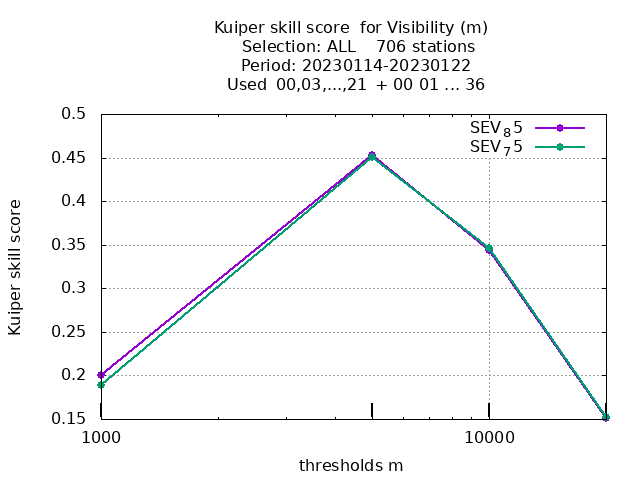 Kuiper skill score for Visibility (m)
Selection: ALL 706 stations
Period: 20230114-20230122
Used 00,03,...,21 + 00 01 ... 36
SEV₈5
SEV₇5
0.5
0.45
0.4
0.35
0.3
0.25
0.2
0.15
Kuiper skill score
1000
10000
thresholds m